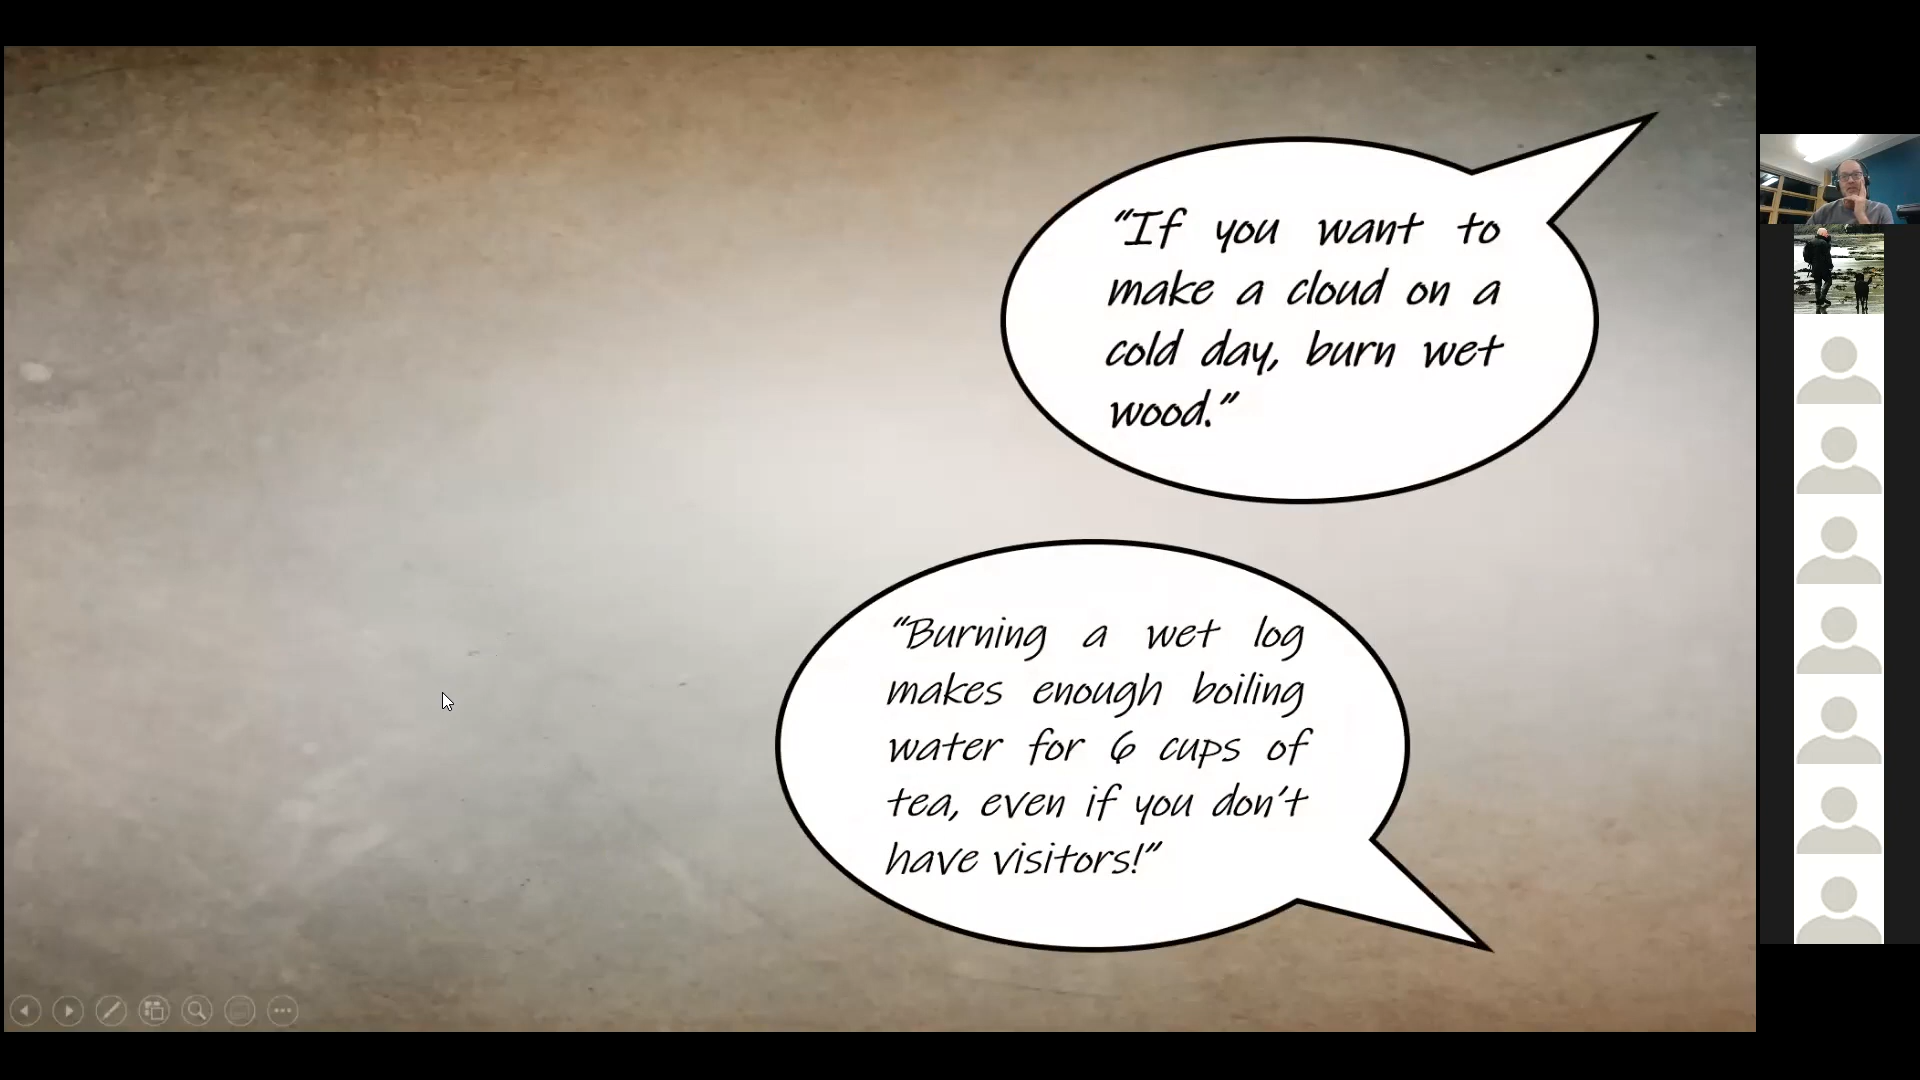 “If you want to
make a cloud on a
cold day, burn wet
wood.”
“Burning a wet log
makes enough boiling
water for 6 cups of
tea, even if you don’t
have visitors!”